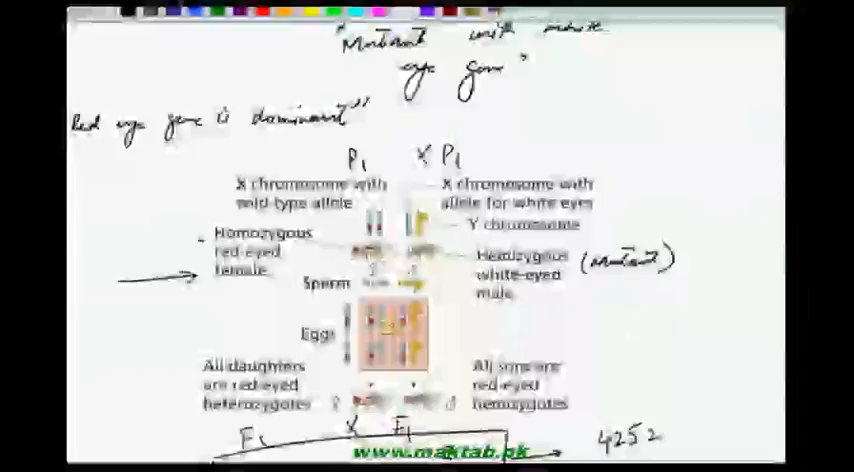 "Mutant with white
eye gene"
Red eye gene is dominant"
P₁ X P₁
X chromosome with
wild-type allele
X chromosome with
allele for white eyes
Y chromosome
Homozygous
red-eyed
female
Hemizygous
white-eyed
male
(mutant)
Sperm
Eggs
All daughters
are red-eyed
heterozygotes ♀
All sons are
red-eyed
hemizygotes
♂
F₁ X F₁
4252
www.maktab.pk